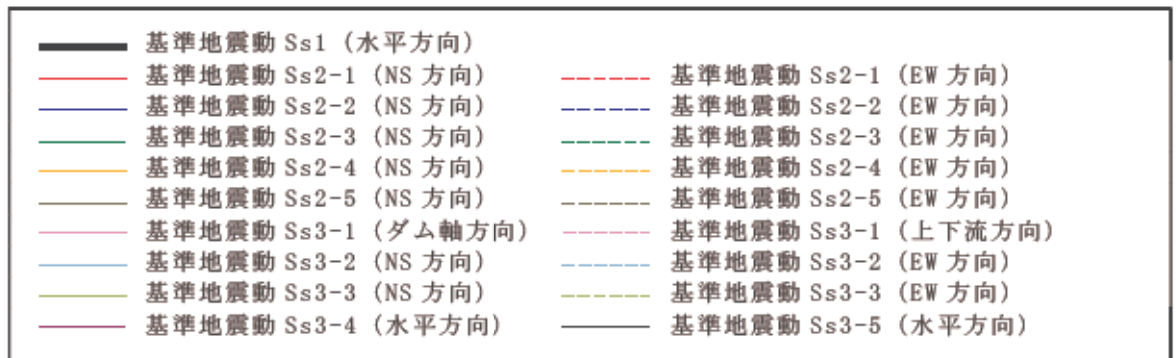 基準地震動 Ss1 (水平方向)
基準地震動 Ss2-1 (NS 方向) 基準地震動 Ss2-1 (EW 方向)
基準地震動 Ss2-2 (NS 方向) 基準地震動 Ss2-2 (EW 方向)
基準地震動 Ss2-3 (NS 方向) 基準地震動 Ss2-3 (EW 方向)
基準地震動 Ss2-4 (NS 方向) 基準地震動 Ss2-4 (EW 方向)
基準地震動 Ss2-5 (NS 方向) 基準地震動 Ss2-5 (EW 方向)
基準地震動 Ss3-1 (ダム軸方向) 基準地震動 Ss3-1 (上下流方向)
基準地震動 Ss3-2 (NS 方向) 基準地震動 Ss3-2 (EW 方向)
基準地震動 Ss3-3 (NS 方向) 基準地震動 Ss3-3 (EW 方向)
基準地震動 Ss3-4 (水平方向) 基準地震動 Ss3-5 (水平方向)